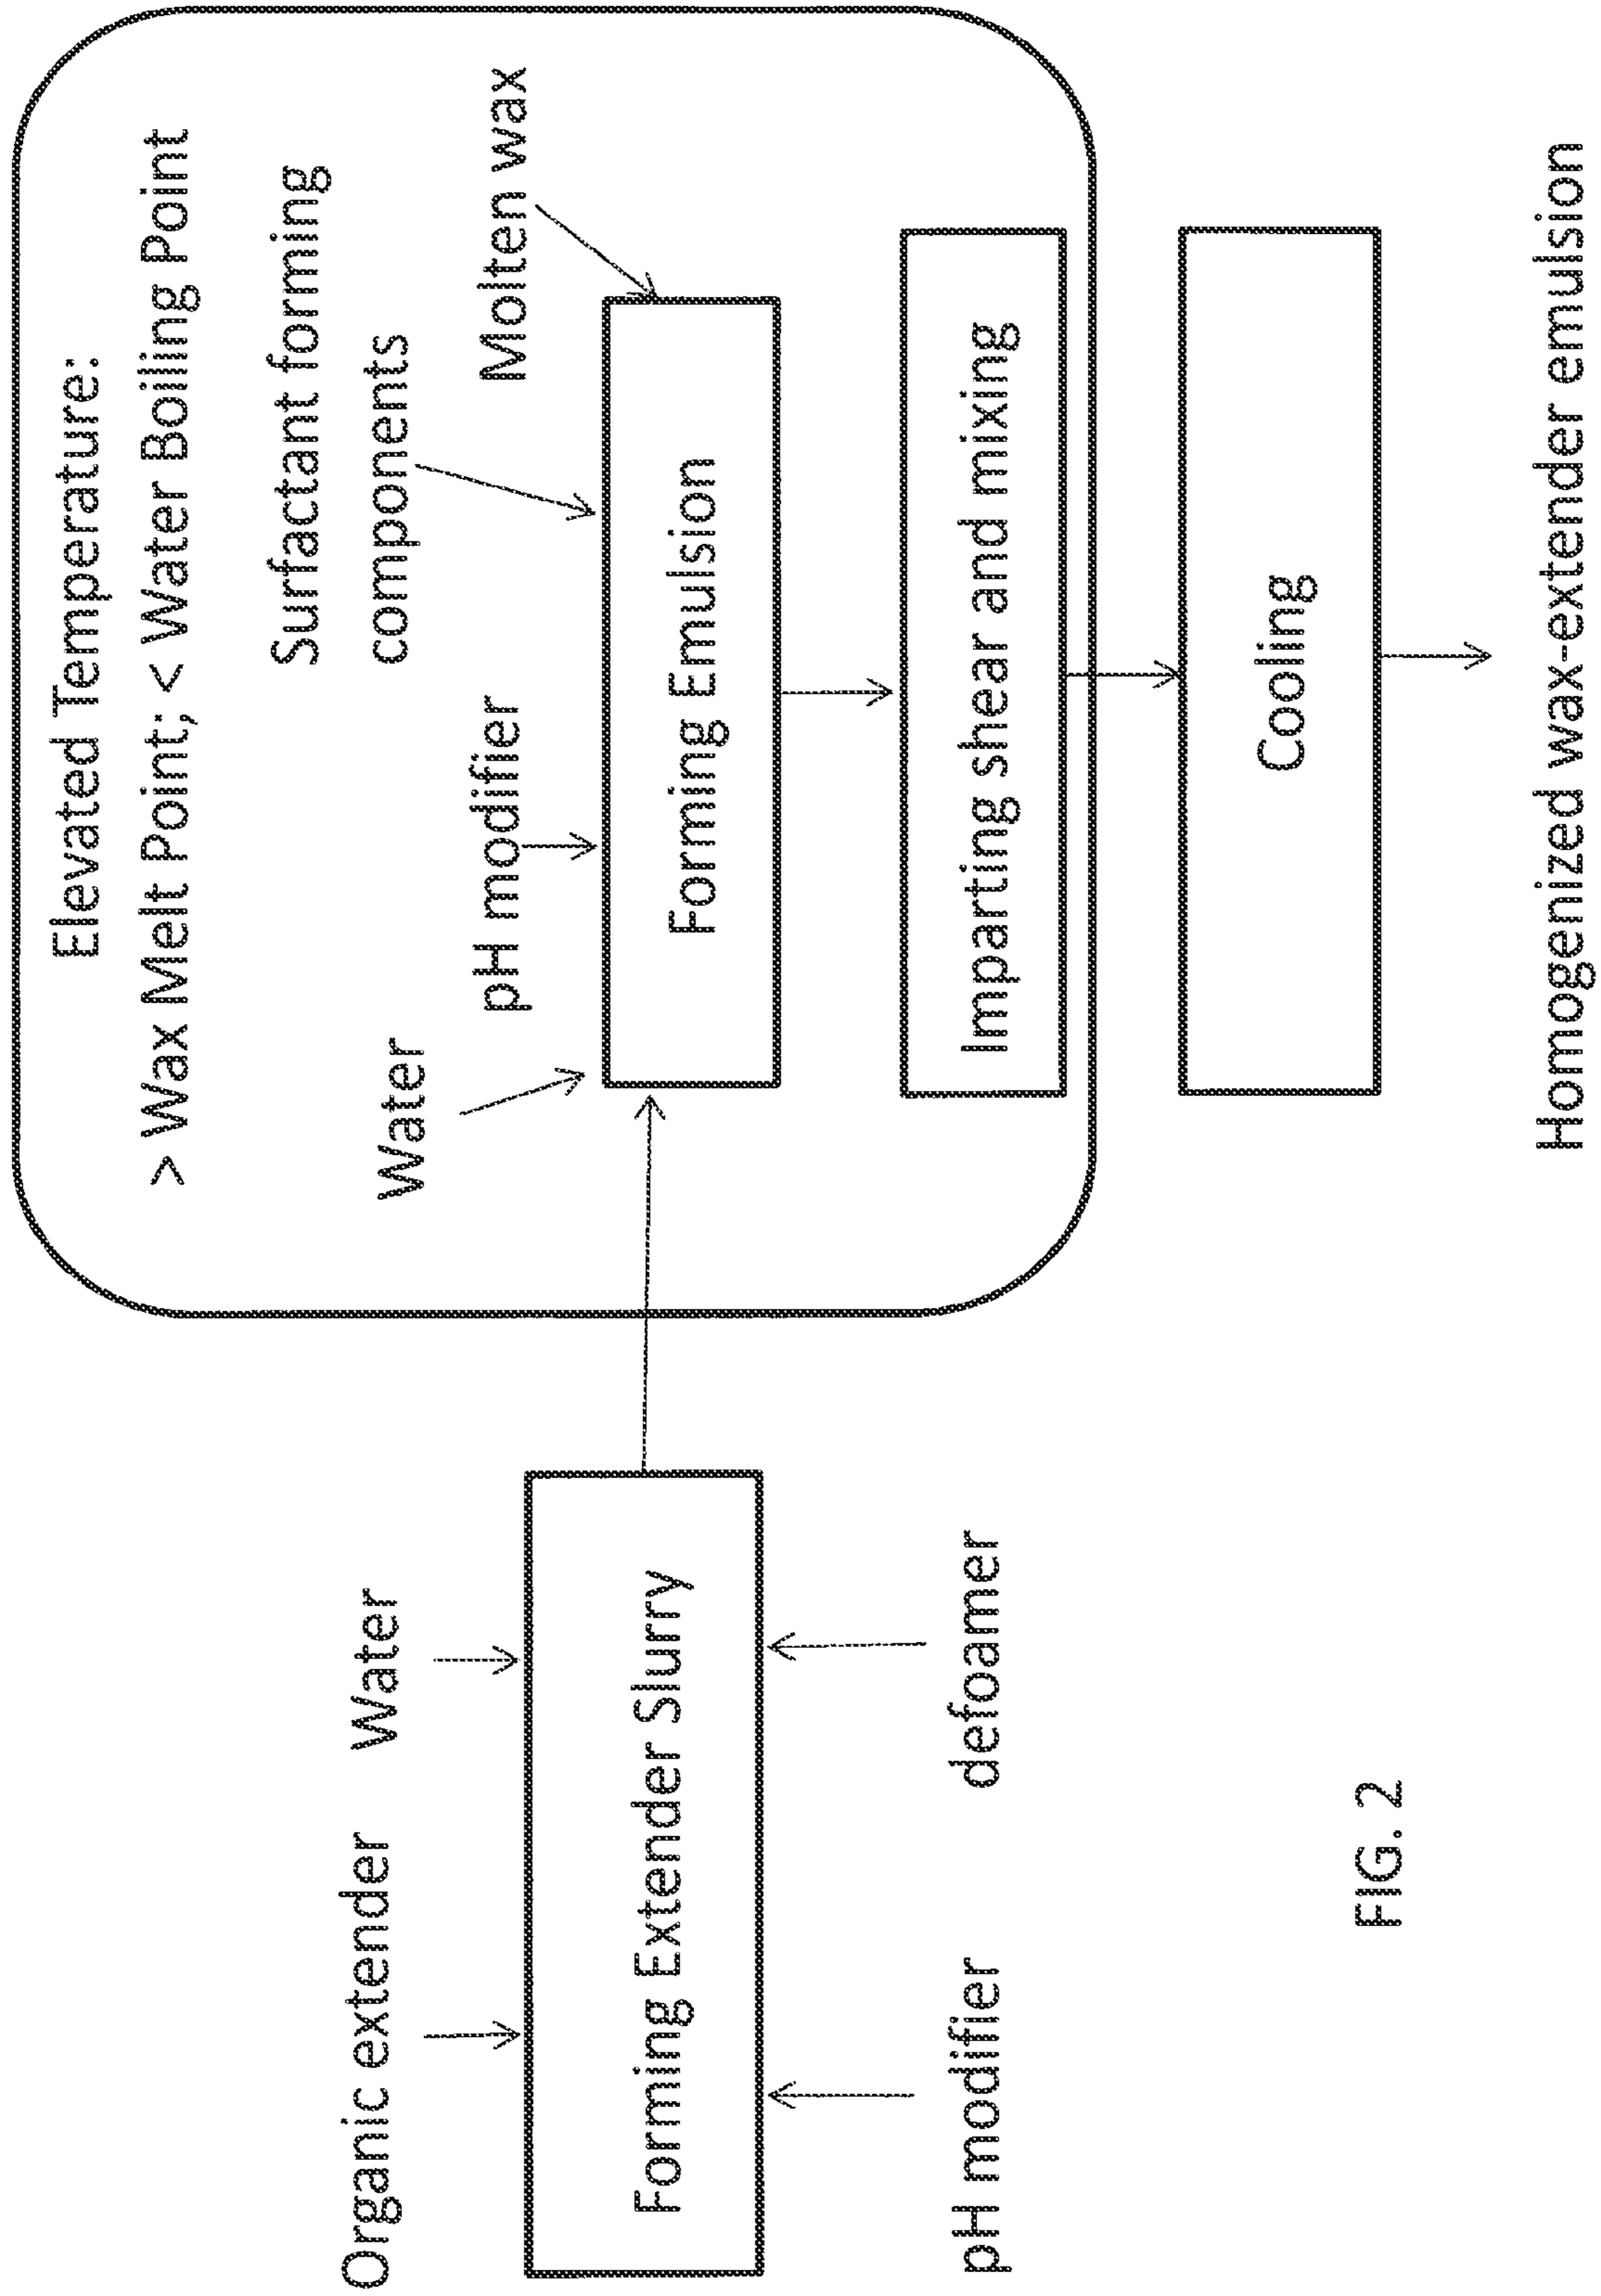 Elevated Temperature:
> Wax Melt Point; < Water Boiling Point
Surfactant forming
components
Water
pH modifier
Molten wax
Forming Emulsion
Imparting shear and mixing
Cooling
Homogenized wax-extender emulsion
Organic extender
Water
Forming Extender Slurry
pH modifier
defoamer
FIG. 2